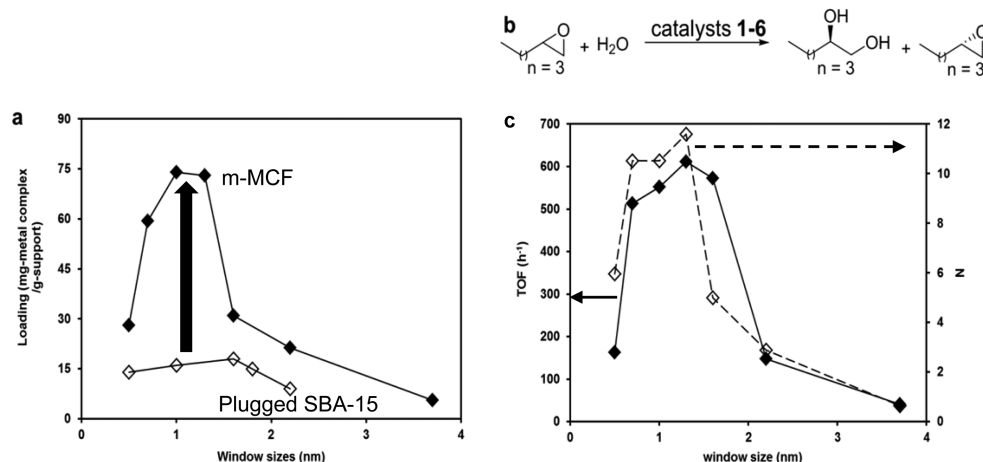 b
O
n = 3
+ H₂O
catalysts 1-6
OH
OH
n = 3
+
O
n = 3
a
90
75
60
45
30
15
0
Loading (mg-metal complex
/g-support)
m-MCF
Plugged SBA-15
0 1 2 3 4
Window sizes (nm)
c
700
600
500
400
300
200
100
0
TOF (h⁻¹)
12
10
8
6
4
2
0
N
0 1 2 3 4
window size (nm)